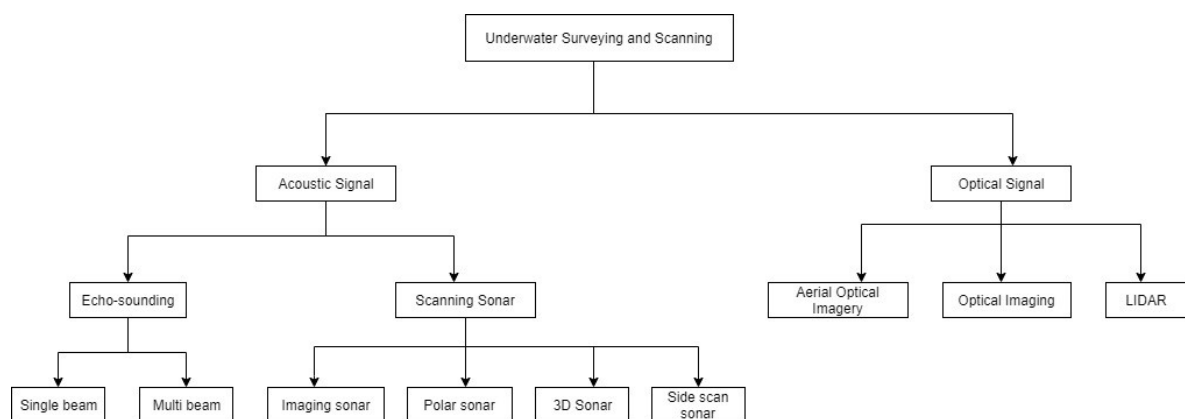 Underwater Surveying and Scanning
Acoustic Signal
Optical Signal
Echo-sounding
Scanning Sonar
Aerial Optical
Imagery
Optical Imaging
LIDAR
Single beam
Multi beam
Imaging sonar
Polar sonar
3D Sonar
Side scan
sonar